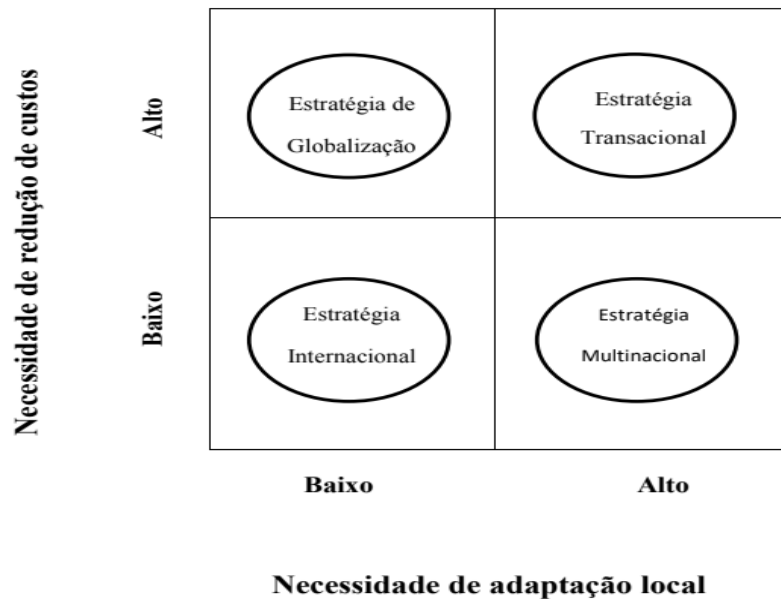 Necessidade de redução de custos
Alto
Estratégia de
Globalização
Estratégia
Transacional
Baixo
Estratégia
Internacional
Estratégia
Multinacional
Baixo
Alto
Necessidade de adaptação local